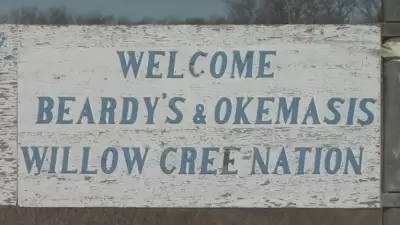 WELCOME
BEARDY'S & OKEMASIS
WILLOW CREE NATION